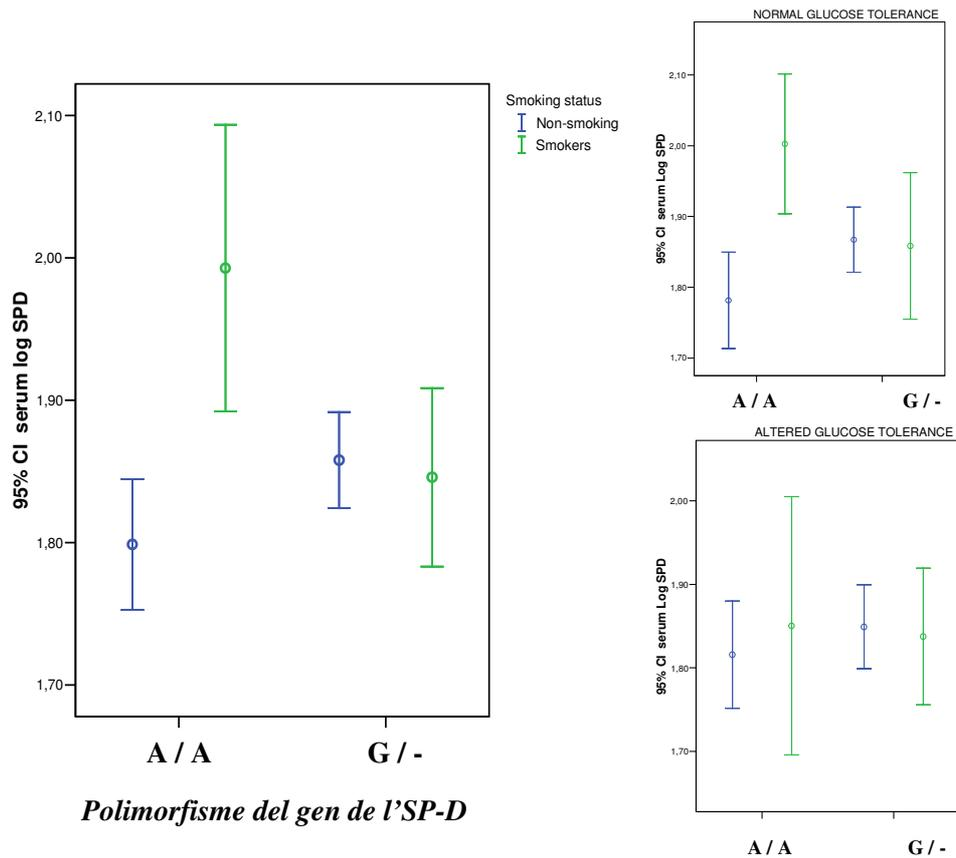 95% CI serum log SPD
2,10
2,00
1,90
1,80
1,70
A / A
G / -
Polimorfisme del gen de l’SP-D
Smoking status
Non-smoking
Smokers
NORMAL GLUCOSE TOLERANCE
95% CI serum Log SPD
2,10
2,00
1,90
1,80
1,70
A / A
G / -
ALTERED GLUCOSE TOLERANCE
95% CI serum Log SPD
2,00
1,90
1,80
1,70
A / A
G / -